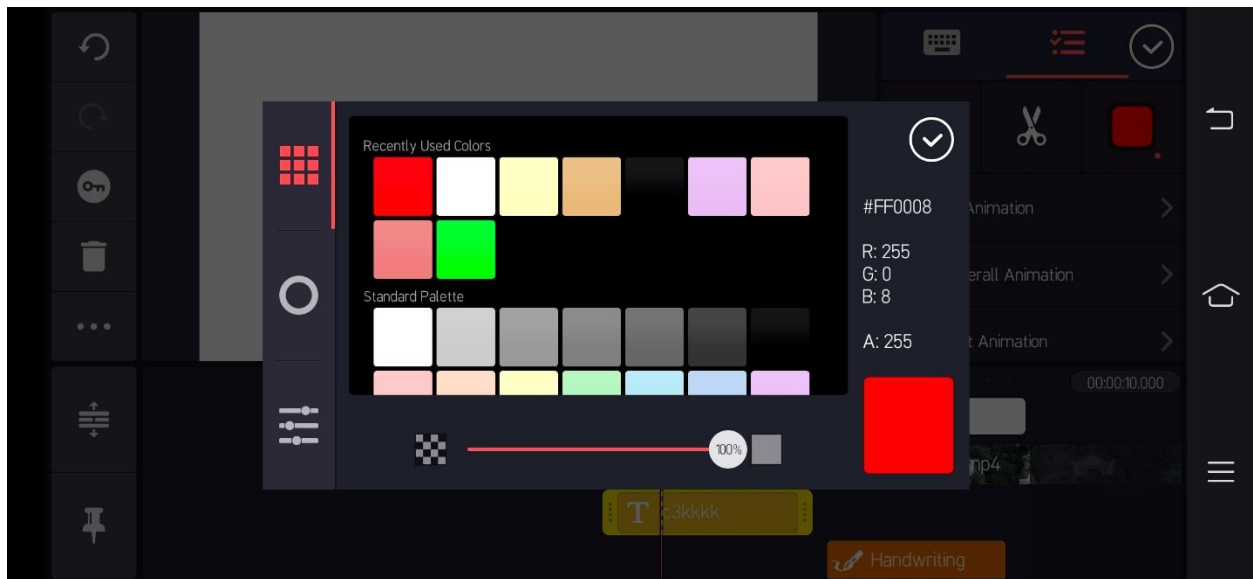 Recently Used Colors
Standard Palette
100%
#FF0008
R: 255
G: 0
B: 8
A: 255
Animation
erall Animation
t Animation
00:00:10.000
mp4
T c3kkkk
Handwriting